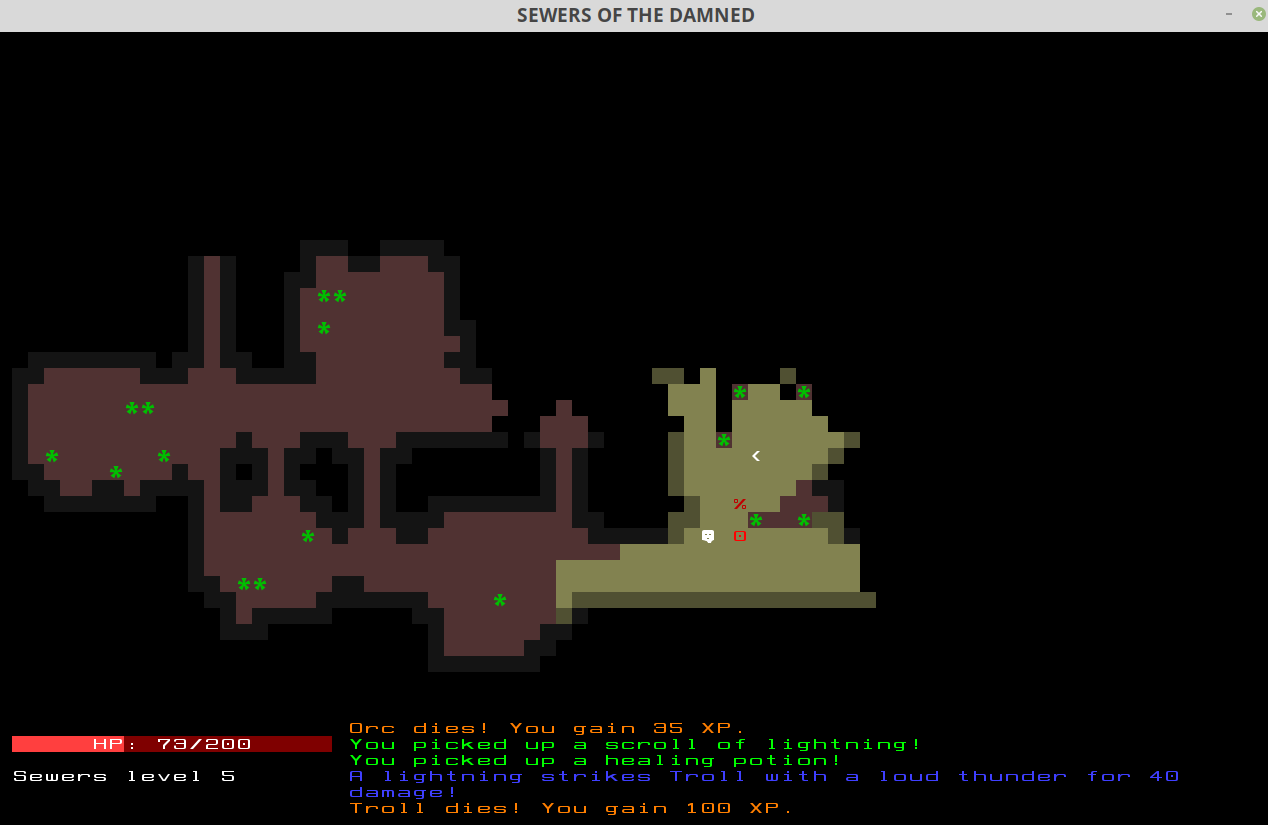 SEWERS OF THE DAMNED
**
*
* *
** *
<
* *
*
%
* *
*
**
*
Orc dies! You gain 35 XP.
HP: 73/200
You picked up a scroll of lightning!
You picked up a healing potion!
Sewers level 5
A lightning strikes Troll with a loud thunder for 40
damage!
Troll dies! You gain 100 XP.